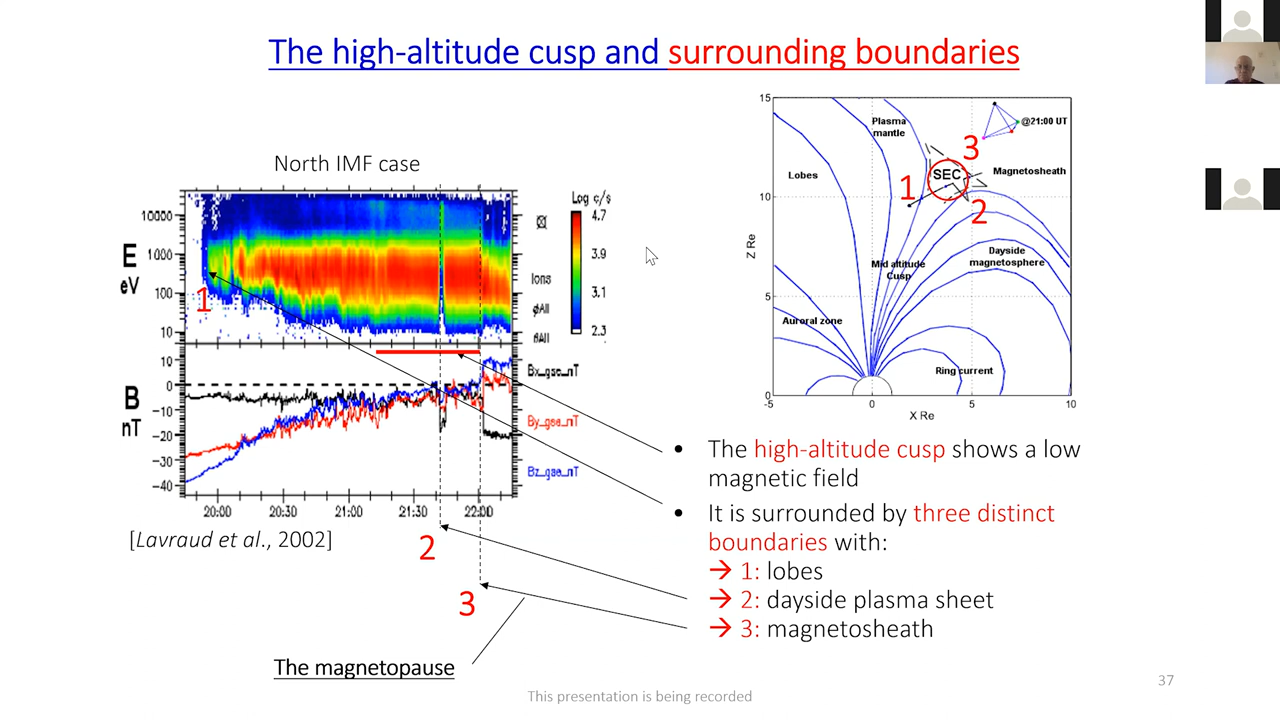 The high-altitude cusp and surrounding boundaries
North IMF case
Log c/s
4.7
3.9
3.1
2.3
E
eV
10000
1000
100
10
Ions
1
B
nT
10
0
-10
-20
-30
-40
Bx_gse_nT
By_gse_nT
Bz_gse_nT
20:00 20:30 21:00 21:30 22:00
[Lavraud et al., 2002]
2
3
The magnetopause
15
10
5
0
Z Re
-5 0 5 10
X Re
Plasma
mantle
@21:00 UT
3
Lobes
SEC
Magnetosheath
1
2
Mid altitude
Cusp
Dayside
magnetosphere
Auroral zone
Ring current
• The high-altitude cusp shows a low
magnetic field
• It is surrounded by three distinct
boundaries with:
→ 1: lobes
→ 2: dayside plasma sheet
→ 3: magnetosheath
37
This presentation is being recorded